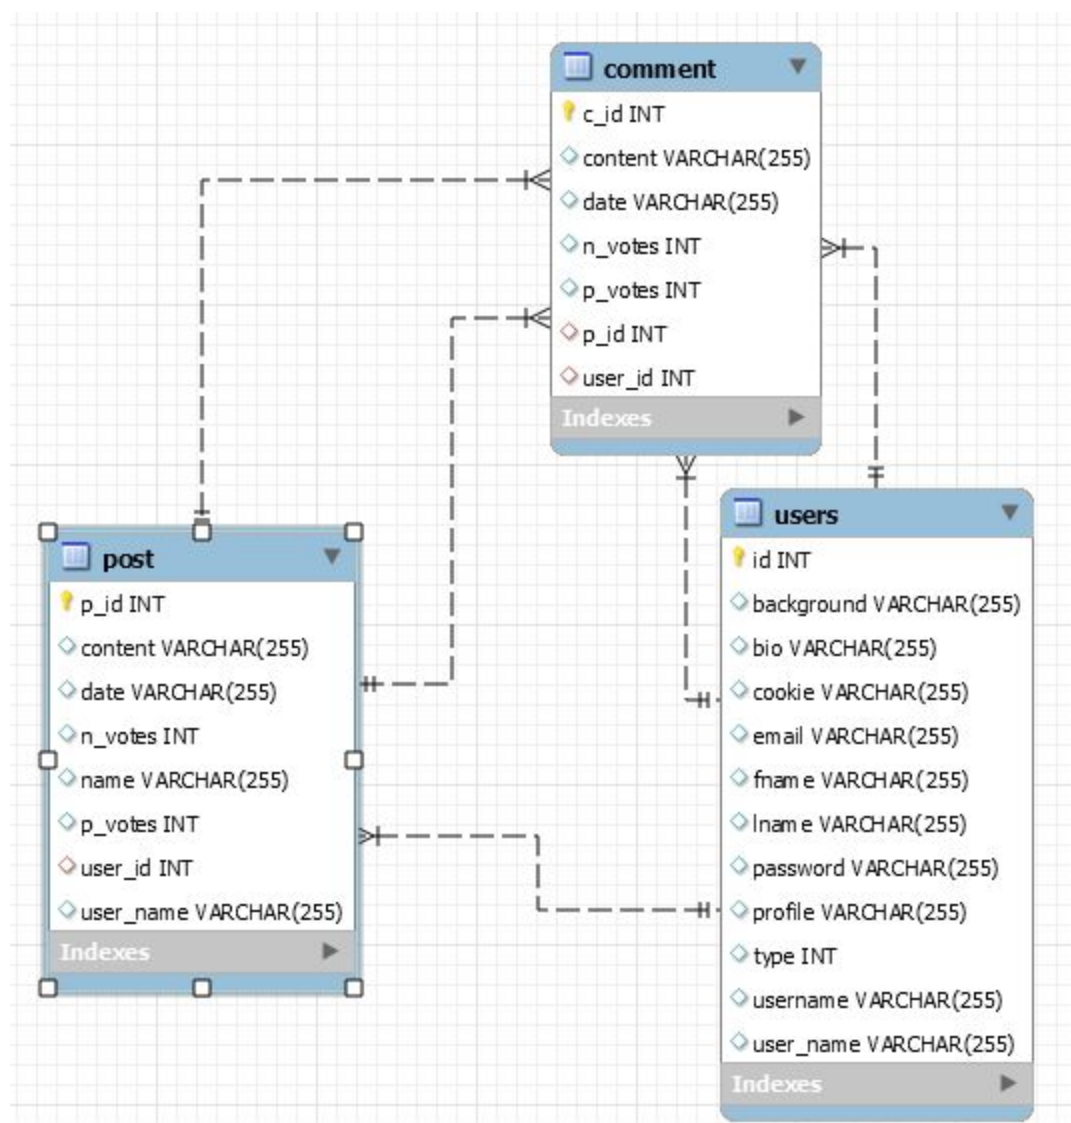 comment
c_id INT
content VARCHAR(255)
date VARCHAR(255)
n_votes INT
p_votes INT
p_id INT
user_id INT
Indexes
post
p_id INT
content VARCHAR(255)
date VARCHAR(255)
n_votes INT
name VARCHAR(255)
p_votes INT
user_id INT
user_name VARCHAR(255)
Indexes
users
id INT
background VARCHAR(255)
bio VARCHAR(255)
cookie VARCHAR(255)
email VARCHAR(255)
fname VARCHAR(255)
lname VARCHAR(255)
password VARCHAR(255)
profile VARCHAR(255)
type INT
username VARCHAR(255)
user_name VARCHAR(255)
Indexes